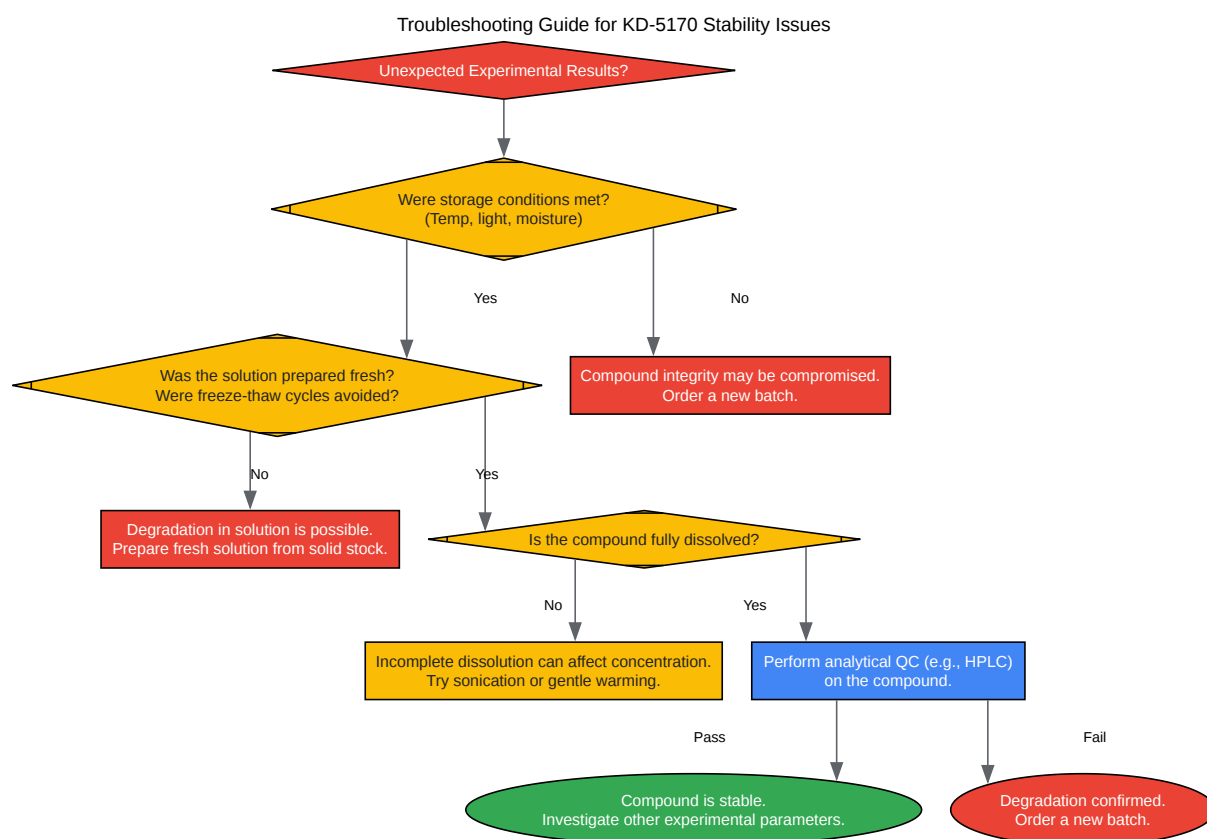 Troubleshooting Guide for KD-5170 Stability Issues
Unexpected Experimental Results?
Were storage conditions met?
(Temp, light, moisture)
Yes
No
Was the solution prepared fresh?
Were freeze-thaw cycles avoided?
Compound integrity may be compromised.
Order a new batch.
No
Yes
Degradation in solution is possible.
Prepare fresh solution from solid stock.
Is the compound fully dissolved?
No
Yes
Incomplete dissolution can affect concentration.
Try sonication or gentle warming.
Perform analytical QC (e.g., HPLC)
on the compound.
Pass
Fail
Compound is stable.
Investigate other experimental parameters.
Degradation confirmed.
Order a new batch.